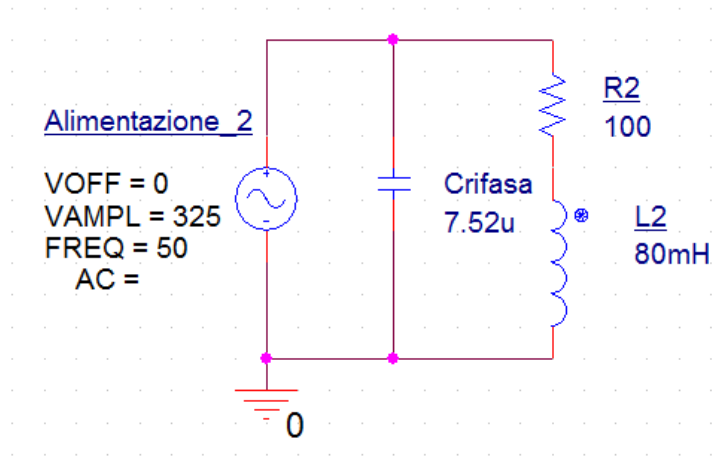 Alimentazione_2
VOFF = 0
VAMPL = 325
FREQ = 50
AC =
+
-
Crifasa
7.52u
R2
100
L2
80mH
0